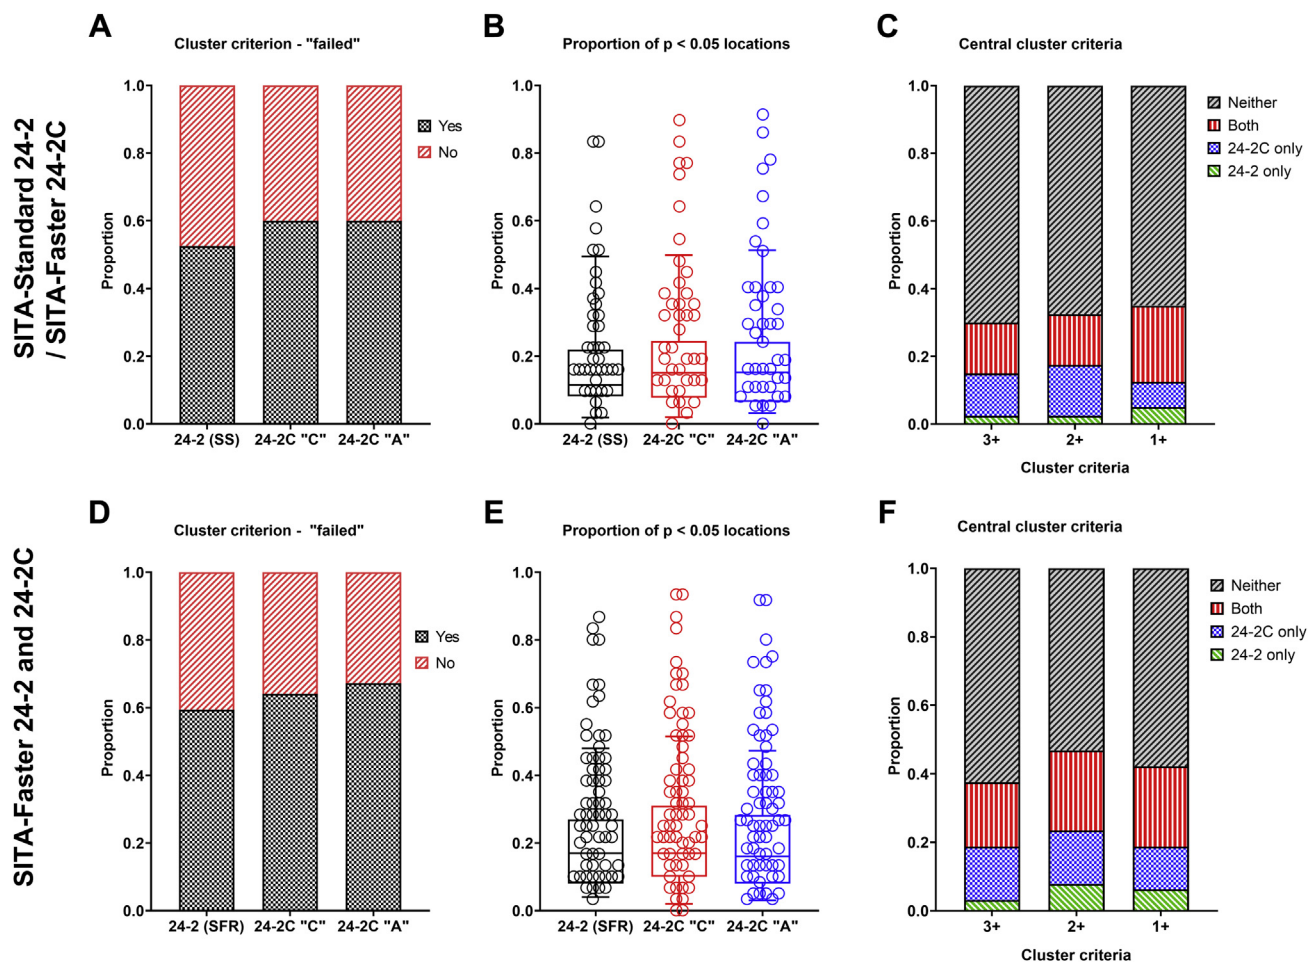 SITA-Standard 24-2
/ SITA-Faster 24-2C
A
Cluster criterion - "failed"
Proportion
1.0
0.8
0.6
0.4
0.2
0.0
24-2 (SS) 24-2C "C" 24-2C "A"
Yes
No
B
Proportion of p < 0.05 locations
Proportion
1.0
0.8
0.6
0.4
0.2
0.0
24-2 (SS) 24-2C "C" 24-2C "A"
C
Central cluster criteria
Proportion
1.0
0.8
0.6
0.4
0.2
0.0
3+ 2+ 1+
Cluster criteria
Neither
Both
24-2C only
24-2 only
SITA-Faster 24-2 and 24-2C
D
Cluster criterion - "failed"
Proportion
1.0
0.8
0.6
0.4
0.2
0.0
24-2 (SFR) 24-2C "C" 24-2C "A"
Yes
No
E
Proportion of p < 0.05 locations
Proportion
1.0
0.8
0.6
0.4
0.2
0.0
24-2 (SFR) 24-2C "C" 24-2C "A"
F
Central cluster criteria
Proportion
1.0
0.8
0.6
0.4
0.2
0.0
3+ 2+ 1+
Cluster criteria
Neither
Both
24-2C only
24-2 only